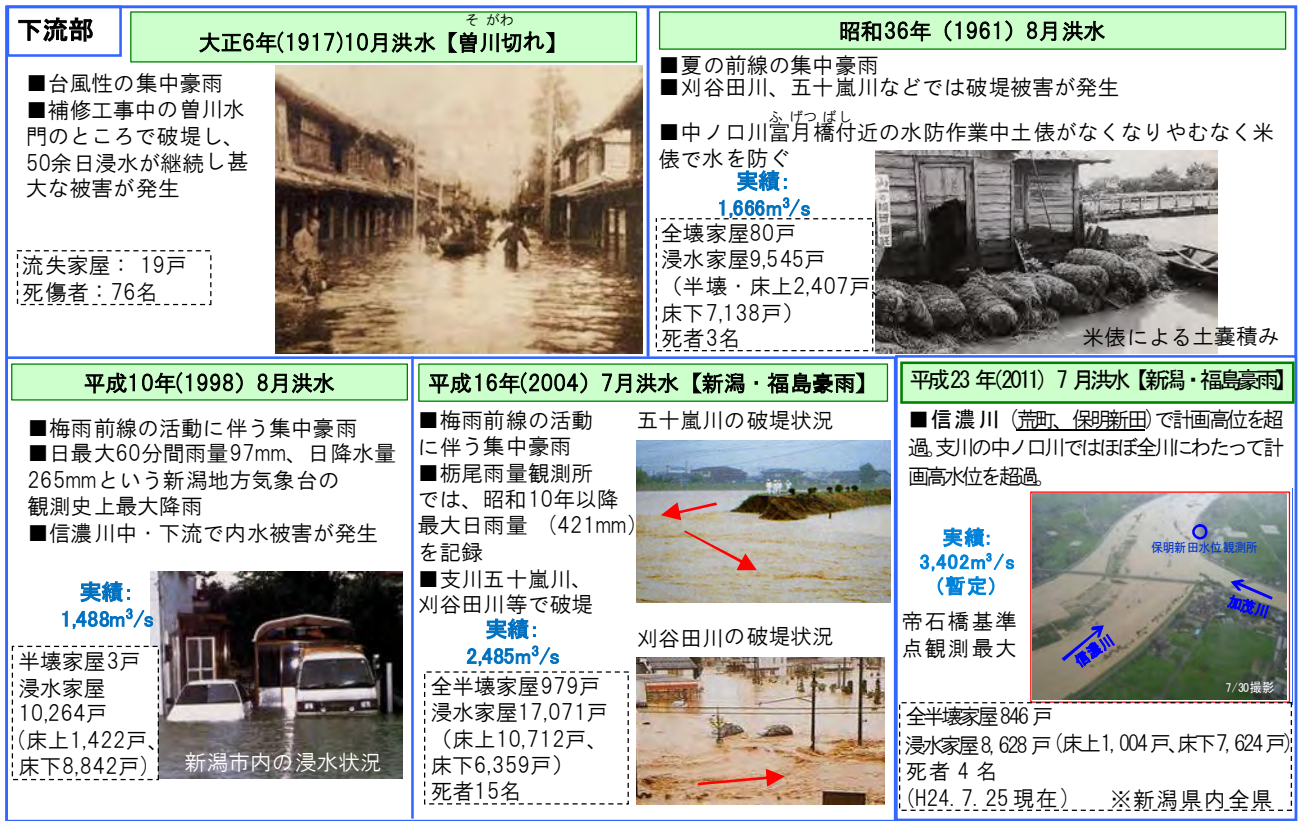 下流部
そ がわ
大正6年(1917)10月洪水【曽川切れ】
■台風性の集中豪雨
■補修工事中の曽川水
門のところで破堤し、
50余日浸水が継続し甚
大な被害が発生
流失家屋： 19戸
死傷者：76名
昭和36年（1961）8月洪水
■夏の前線の集中豪雨
■刈谷田川、五十嵐川などでは破堤被害が発生
ふ げつ ばし
■中ノ口川富月橋付近の水防作業中土俵がなくなりやむなく米
俵で水を防ぐ
実績：
1,666m³/s
全壊家屋80戸
浸水家屋9,545戸
（半壊・床上2,407戸
床下7,138戸）
死者3名
米俵による土嚢積み
平成10年(1998）8月洪水
■梅雨前線の活動に伴う集中豪雨
■日最大60分間雨量97mm、日降水量
265mmという新潟地方気象台の
観測史上最大降雨
■信濃川中・下流で内水被害が発生
実績：
1,488m³/s
半壊家屋3戸
浸水家屋
10,264戸
(床上1,422戸、
床下8,842戸)
新潟市内の浸水状況
平成16年(2004）7月洪水【新潟・福島豪雨】
■梅雨前線の活動
に伴う集中豪雨
■栃尾雨量観測所
では、昭和10年以降
最大日雨量 （421mm)
を記録
■支川五十嵐川、
刈谷田川等で破堤
実績：
2,485m³/s
全半壊家屋979戸
浸水家屋17,071戸
（床上10,712戸、
床下6,359戸）
死者15名
五十嵐川の破堤状況
刈谷田川の破堤状況
平成23 年(2011）7 月洪水【新潟・福島豪雨】
■信濃川（荒町、保明新田)で計画高位を超
過。支川の中ノ口川ではほぼ全川にわたって計
画高水位を超過。
実績：
3,402m³/s
（暫定）
帝石橋基準
点観測最大
保明新田水位観測所
加茂川
信濃川
7/30撮影
全半壊家屋846 戸
浸水家屋8,628 戸(床上1,004戸、床下7,624戸)
死者 4 名
(H24.7.25現在） ※新潟県内全県